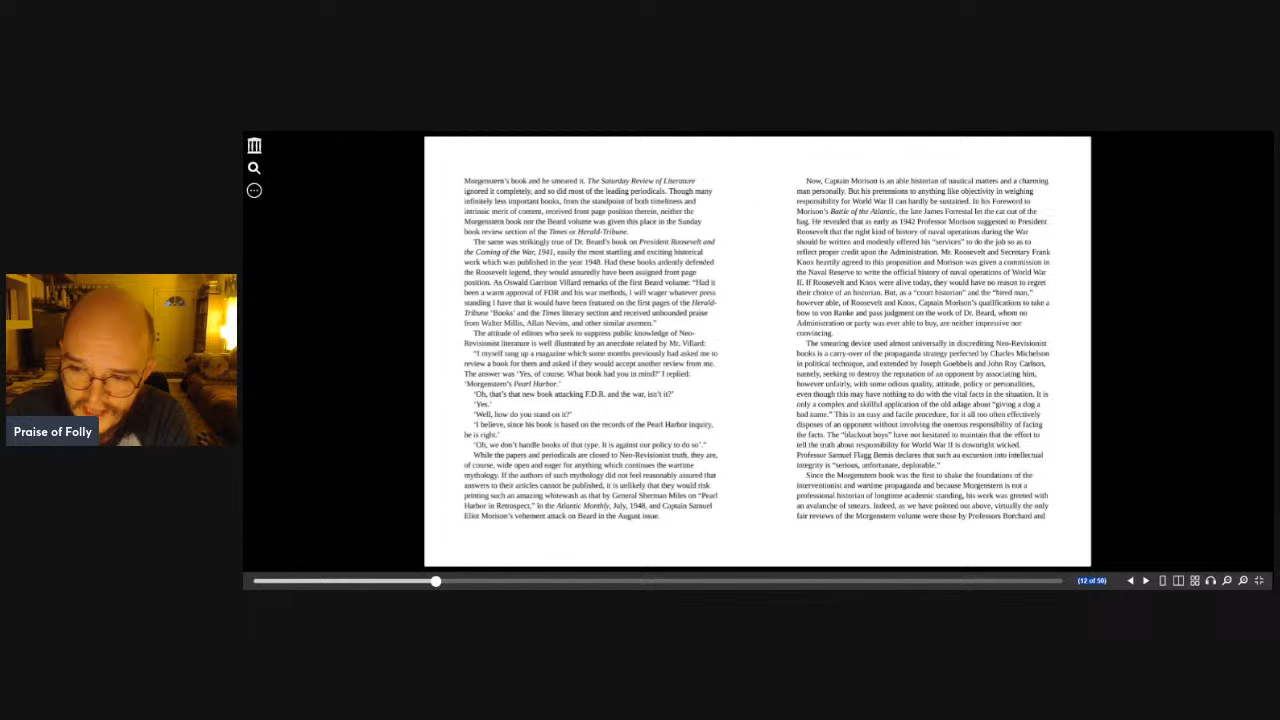 Morgenstern's book and he smeared it. The Saturday Review of Literature
ignored it completely, and so did most of the leading periodicals. Though many
infinitely less important books, from the standpoint of both timeliness and
intrinsic merit of content, received front page position therein, neither the
Morgenstern book nor the Beard volume was given this place in the Sunday
book review section of the Times or Herald-Tribune.
The same was strikingly true of Dr. Beard's book on President Roosevelt and
the Coming of the War, 1941, easily the most startling and exciting historical
work which was published in the year 1948. Had these books ardently defended
the Roosevelt legend, they would assuredly have been assigned front page
position. As Oswald Garrison Villard remarks of the first Beard volume: "Had it
been a warm approval of FDR and his war methods, I will wager whatever press
standing I have that it would have been featured on the first pages of the Herald-
Tribune 'Books' and the Times literary section and received unbounded praise
from Walter Millis, Allan Nevins, and other similar axemen."
The attitude of editors who seek to suppress public knowledge of Neo-
Revisionist literature is well illustrated by an anecdote related by Mr. Villard:
"I myself rang up a magazine which some months previously had asked me to
review a book for them and asked if they would accept another review from me.
The answer was 'Yes, of course. What book had you in mind?' I replied:
'Morgenstern's Pearl Harbor.'
'Oh, that's that new book attacking F.D.R. and the war, isn't it?'
'Yes.'
'Well, how do you stand on it?'
'I believe, since his book is based on the records of the Pearl Harbor inquiry,
he is right.'
'Oh, we don't handle books of that type. It is against our policy to do so'."
While the papers and periodicals are closed to Neo-Revisionist truth, they are,
of course, wide open and eager for anything which continues the wartime
mythology. If the authors of such mythology did not feel reasonably assured that
answers to their articles cannot be published, it is unlikely that they would risk
printing such an amazing whitewash as that by General Sherman Miles on "Pearl
Harbor in Retrospect," in the Atlantic Monthly, July, 1948, and Captain Samuel
Eliot Morison's vehement attack on Beard in the August issue.
Now, Captain Morison is an able historian of nautical matters and a charming
man personally. But his pretensions to anything like objectivity in weighing
responsibility for World War II can hardly be sustained. In his Foreword to
Morison's Battle of the Atlantic, the late James Forrestal let the cat out of the
bag. He revealed that as early as 1942 Professor Morison suggested to President
Roosevelt that the right kind of history of naval operations during the War
should be written and modestly offered his "services" to do the job so as to
reflect proper credit upon the Administration. Mr. Roosevelt and Secretary Frank
Knox heartily agreed to this proposition and Morison was given a commission in
the Naval Reserve to write the official history of naval operations of World War
II. If Roosevelt and Knox were alive today, they would have no reason to regret
their choice of an historian. But, as a "court historian" and the "hired man,"
however able, of Roosevelt and Knox, Captain Morison's qualifications to take a
bow to von Ranke and pass judgment on the work of Dr. Beard, whom no
Administration or party was ever able to buy, are neither impressive nor
convincing.
The smearing device used almost universally in discrediting Neo-Revisionist
books is a carry-over of the propaganda strategy perfected by Charles Michelson
in political technique, and extended by Joseph Goebbels and John Roy Carlson,
namely, seeking to destroy the reputation of an opponent by associating him,
however unfairly, with some odious quality, attitude, policy or personalities,
even though this may have nothing to do with the vital facts in the situation. It is
only a complex and skillful application of the old adage about "giving a dog a
bad name." This is an easy and facile procedure, for it all too often effectively
disposes of an opponent without involving the onerous responsibility of facing
the facts. The "blackout boys" have not hesitated to maintain that the effort to
tell the truth about responsibility for World War II is downright wicked.
Professor Samuel Flagg Bemis declares that such au excursion into intellectual
integrity is "serious, unfortunate, deplorable."
Since the Morgenstern book was the first to shake the foundations of the
interventionist and wartime propaganda and because Morgenstern is not a
professional historian of longtime academic standing, his work was greeted with
an avalanche of smears. Indeed, as we have pointed out above, virtually the only
fair reviews of the Morgenstern volume were those by Professors Borchard and
Praise of Folly
(12 of 50)